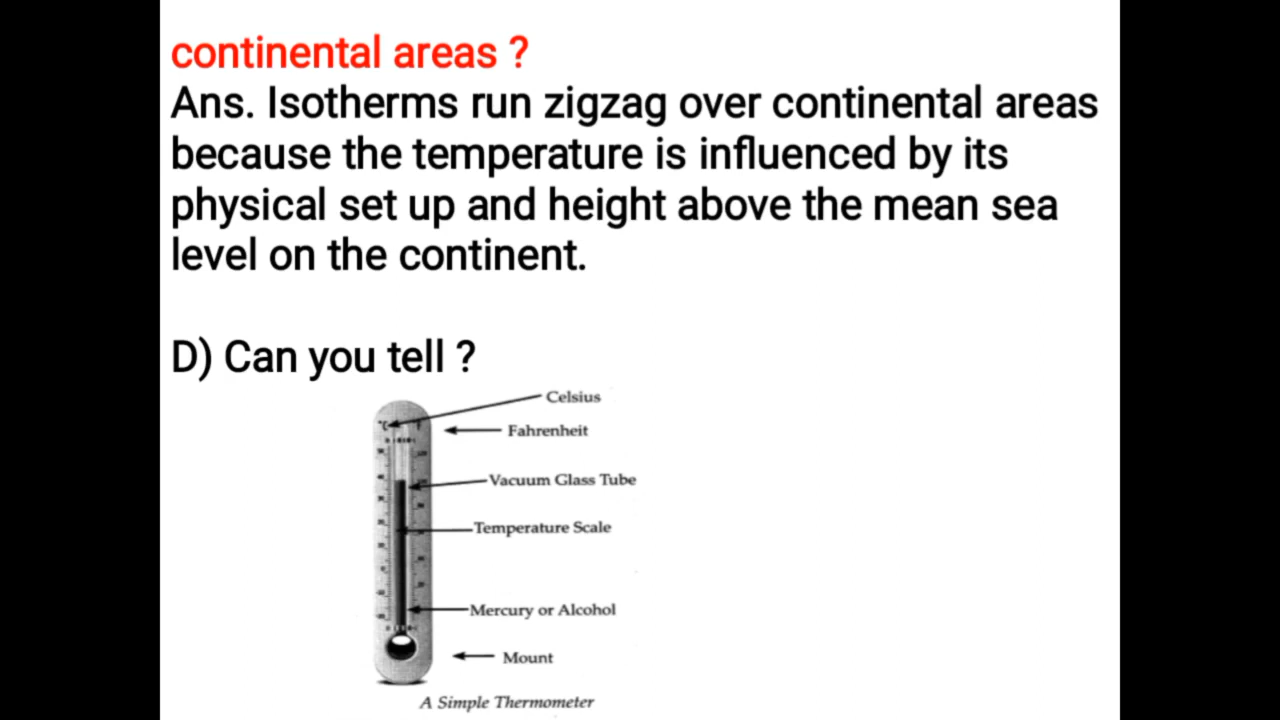 continental areas ?
Ans. Isotherms run zigzag over continental areas
because the temperature is influenced by its
physical set up and height above the mean sea
level on the continent.
D) Can you tell ?
Celsius
°C F
Fahrenheit
Vacuum Glass Tube
Temperature Scale
Mercury or Alcohol
Mount
A Simple Thermometer